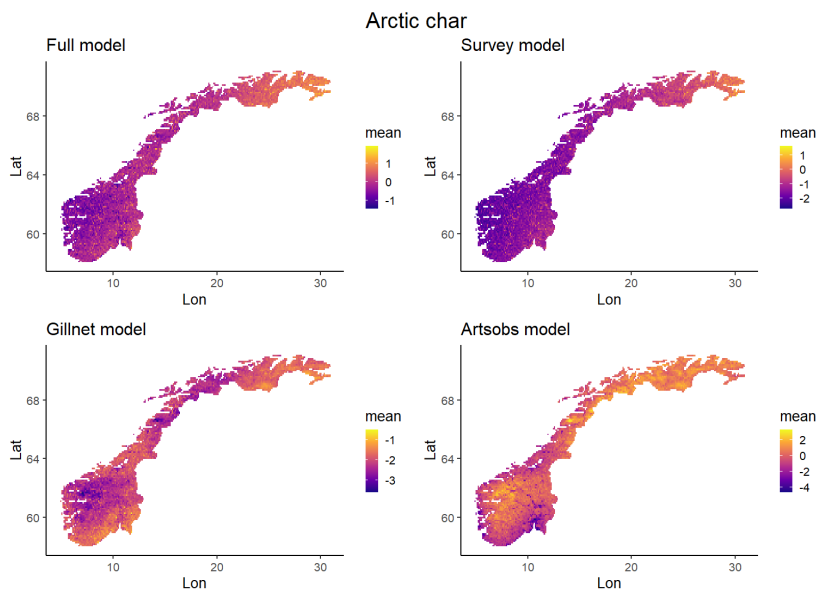 Arctic char
Full model
Survey model
68
64
60
Lat
10
20
30
Lon
mean
1
0
-1
68
64
60
Lat
10
20
30
Lon
mean
1
0
-1
-2
Gillnet model
Artsobs model
68
64
60
Lat
10
20
30
Lon
mean
-1
-2
-3
68
64
60
Lat
10
20
30
Lon
mean
2
0
-2
-4